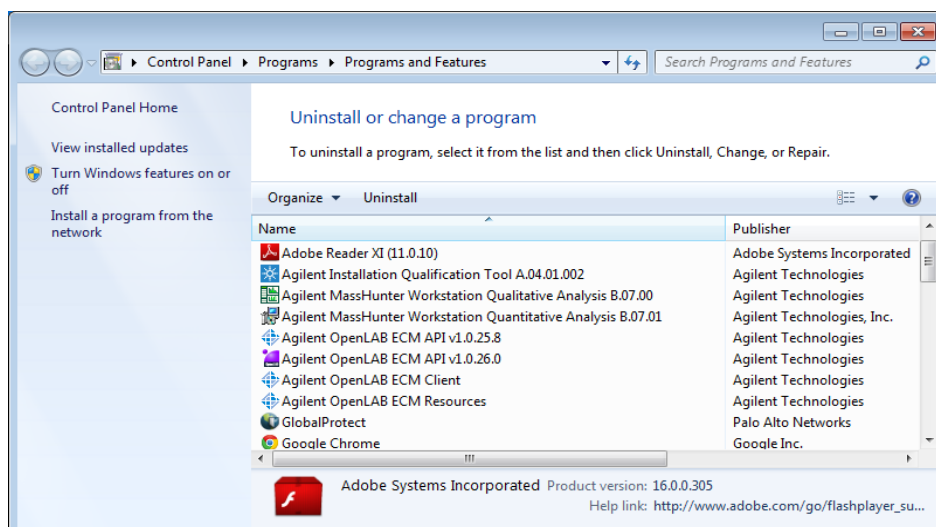 Control Panel ▸ Programs ▸ Programs and Features
Search Programs and Features
Control Panel Home
View installed updates
Turn Windows features on or
off
Install a program from the
network
Uninstall or change a program
To uninstall a program, select it from the list and then click Uninstall, Change, or Repair.
Organize Uninstall
Name Publisher
Adobe Reader XI (11.0.10) Adobe Systems Incorporated
Agilent Installation Qualification Tool A.04.01.002 Agilent Technologies
Agilent MassHunter Workstation Qualitative Analysis B.07.00 Agilent Technologies
Agilent MassHunter Workstation Quantitative Analysis B.07.01 Agilent Technologies, Inc.
Agilent OpenLAB ECM API v1.0.25.8 Agilent Technologies
Agilent OpenLAB ECM API v1.0.26.0 Agilent Technologies
Agilent OpenLAB ECM Client Agilent Technologies
Agilent OpenLAB ECM Resources Agilent Technologies
GlobalProtect Palo Alto Networks
Google Chrome Google Inc.
Adobe Systems Incorporated Product version: 16.0.0.305
Help link: http://www.adobe.com/go/flashplayer_su...